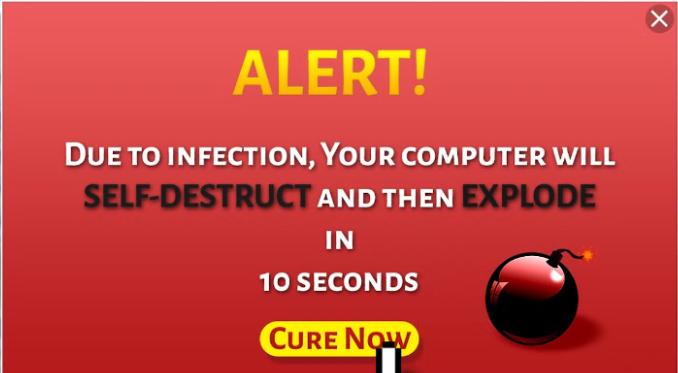 ALERT!
DUE TO INFECTION, YOUR COMPUTER WILL
SELF-DESTRUCT AND THEN EXPLODE
IN
10 SECONDS
CURE NOW